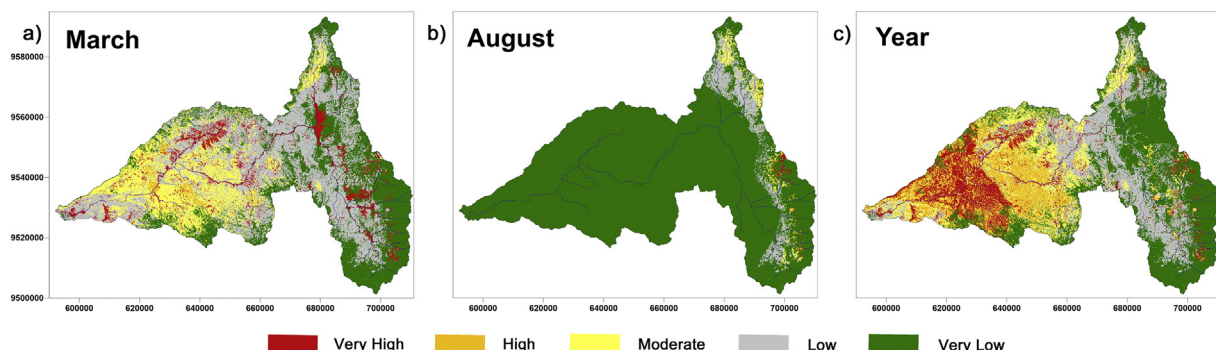 a) March
b) August
c) Year
9580000
9560000
9540000
9520000
9500000
600000 620000 640000 660000 680000 700000
600000 620000 640000 660000 680000 700000
600000 620000 640000 660000 680000 700000
Very High High Moderate Low Very Low